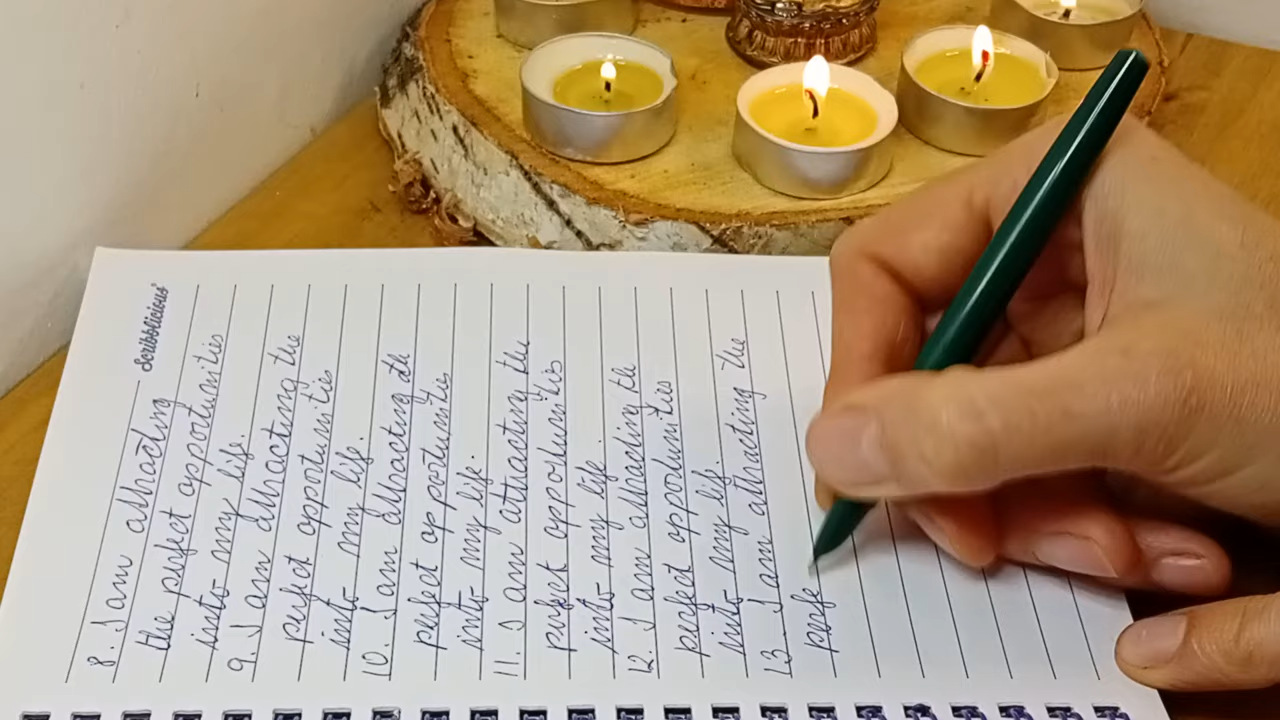 Scribblicious
8. I am attracting
the perfect opportunities
into my life.
9. I am attracting the
perfect opportunities
into my life.
10. I am attracting the
perfect opportunities
into my life.
11. I am attracting the
perfect opportunities
into my life.
12. I am attracting the
perfect opportunities
into my life.
13. I am attracting the
perfe